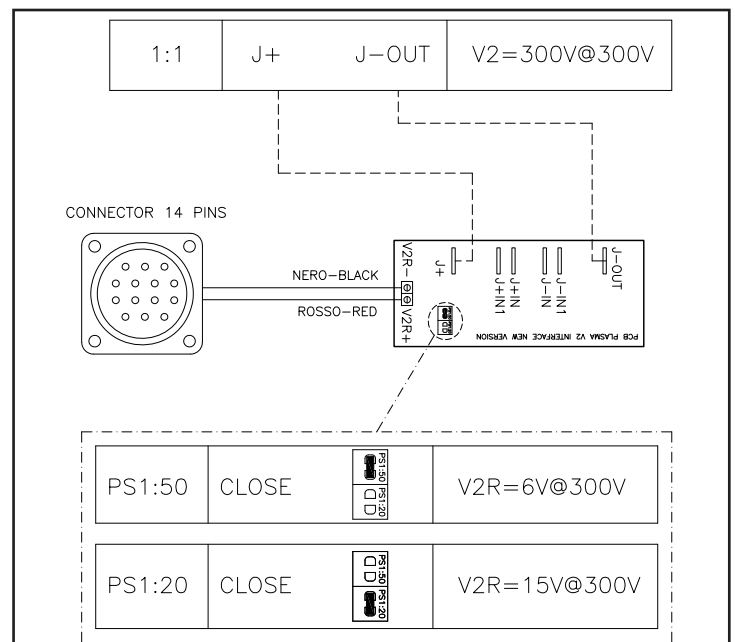 1:1 J+ J-OUT V2=300V@300V
CONNECTOR 14 PINS
NERO-BLACK
ROSSO-RED
V2R-
V2R+
J+
J+IN1
J+IN
J-IN
J-IN1
J-OUT
PCB PLASMA V2 INTERFACE NEW VERSION
PS1:50 CLOSE PS1:50 PS1:20 V2R=6V@300V
PS1:20 CLOSE PS1:50 PS1:20 V2R=15V@300V